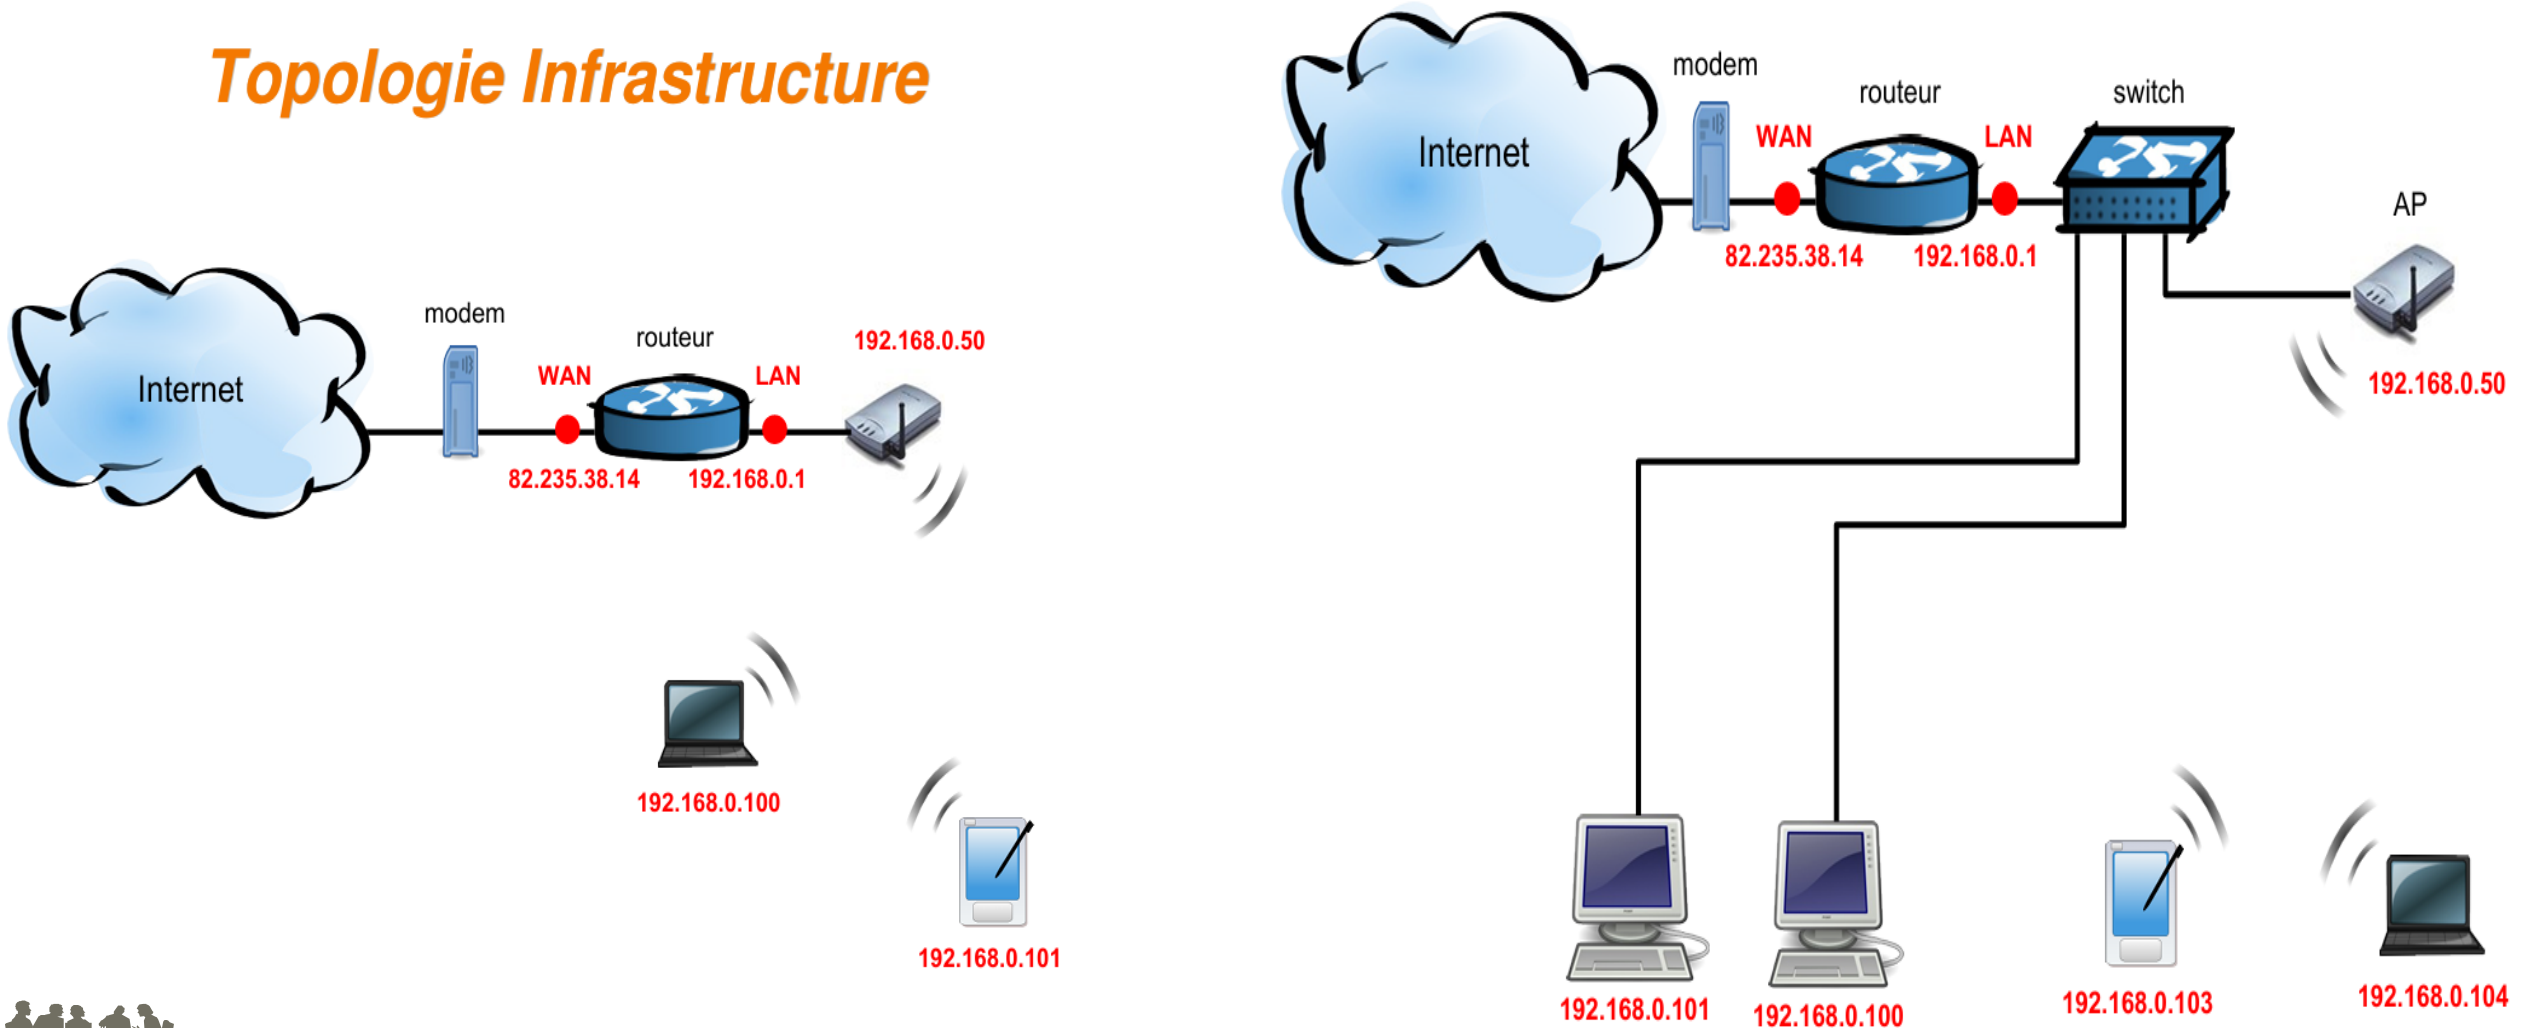 Topologie Infrastructure
Internet
modem
WAN
82.235.38.14
routeur
LAN
192.168.0.1
192.168.0.50
192.168.0.100
192.168.0.101
Internet
modem
WAN
82.235.38.14
routeur
LAN
192.168.0.1
switch
AP
192.168.0.50
192.168.0.101
192.168.0.100
192.168.0.103
192.168.0.104